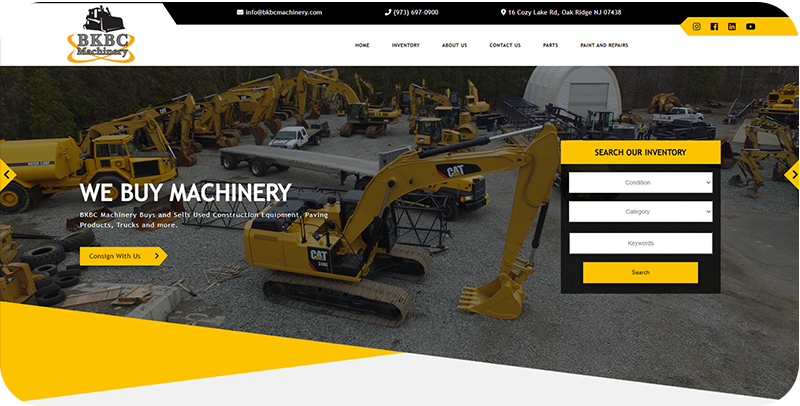 info@bkbcmachinery.com
(973) 697-0900
16 Cozy Lake Rd, Oak Ridge NJ 07438
BKBC
Machinery
HOME
INVENTORY
ABOUT US
CONTACT US
PARTS
PAINT AND REPAIRS
WE BUY MACHINERY
BKBC Machinery Buys and Sells Used Construction Equipment, Paving
Products, Trucks and more.
Consign With Us
SEARCH OUR INVENTORY
Condition
Category
Keywords
Search
CAT
CAT